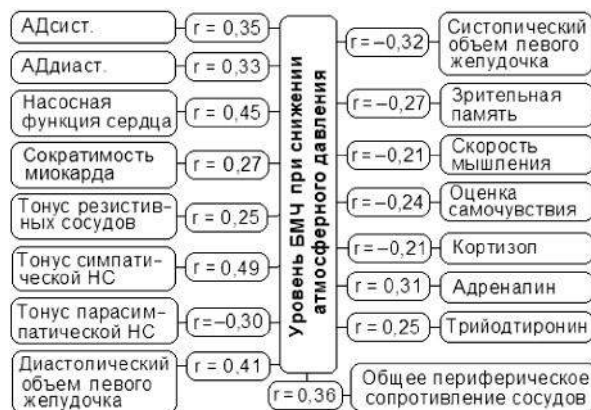 АДсист.
r = 0,35
АДдиаст.
r = 0,33
Насосная
функция сердца
r = 0,45
Сократимость
миокарда
r = 0,27
Тонус резистив-
ных сосудов
r = 0,25
Тонус симпати-
ческой НС
r = 0,49
Тонус парасим-
патической НС
r=–0,30
Диастолический
объем левого
желудочка
r = 0,41
Уровень БМЧ при снижении
атмосферного давления
r=–0,32
Систолический
объем левого
желудочка
r=–0,27
Зрительная
память
r=–0,21
Скорость
мышления
r=–0,24
Оценка
самочувствия
r=–0,21
Кортизол
r = 0,31
Адреналин
r = 0,25
Трийодтиронин
r=0,36
Общее периферическое
сопротивление сосудов